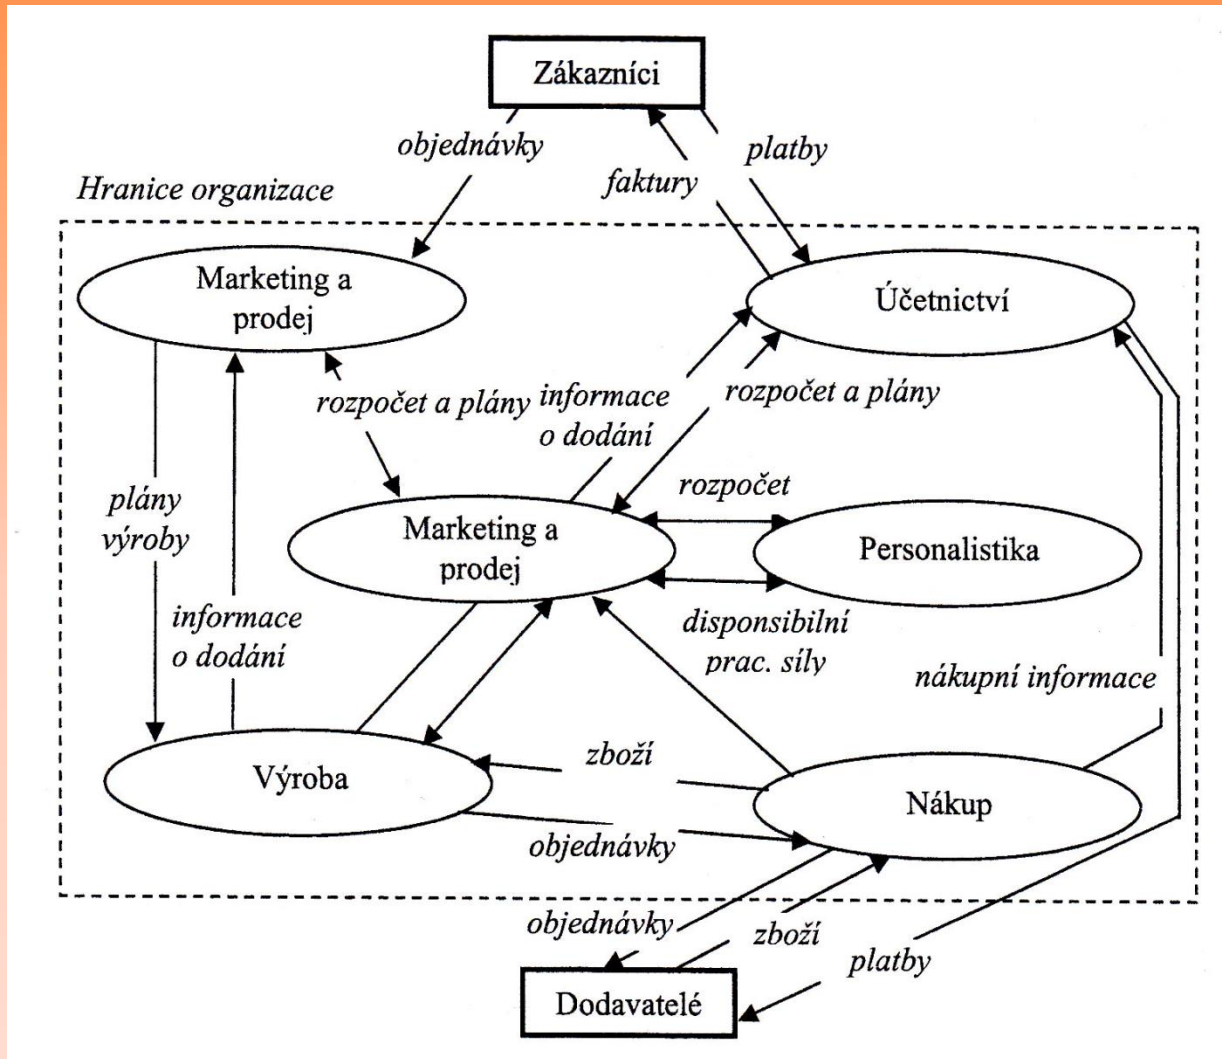 Zákazníci
objednávky
platby
faktury
Hranice organizace
Marketing a
prodej
Účetnictví
rozpočet a plány
informace
o dodání
rozpočet a plány
plány
výroby
rozpočet
Marketing a
prodej
Personalistika
informace
o dodání
disponsibilní
prac. síly
nákupní informace
zboží
Výroba
Nákup
objednávky
objednávky
zboží
platby
Dodavatelé